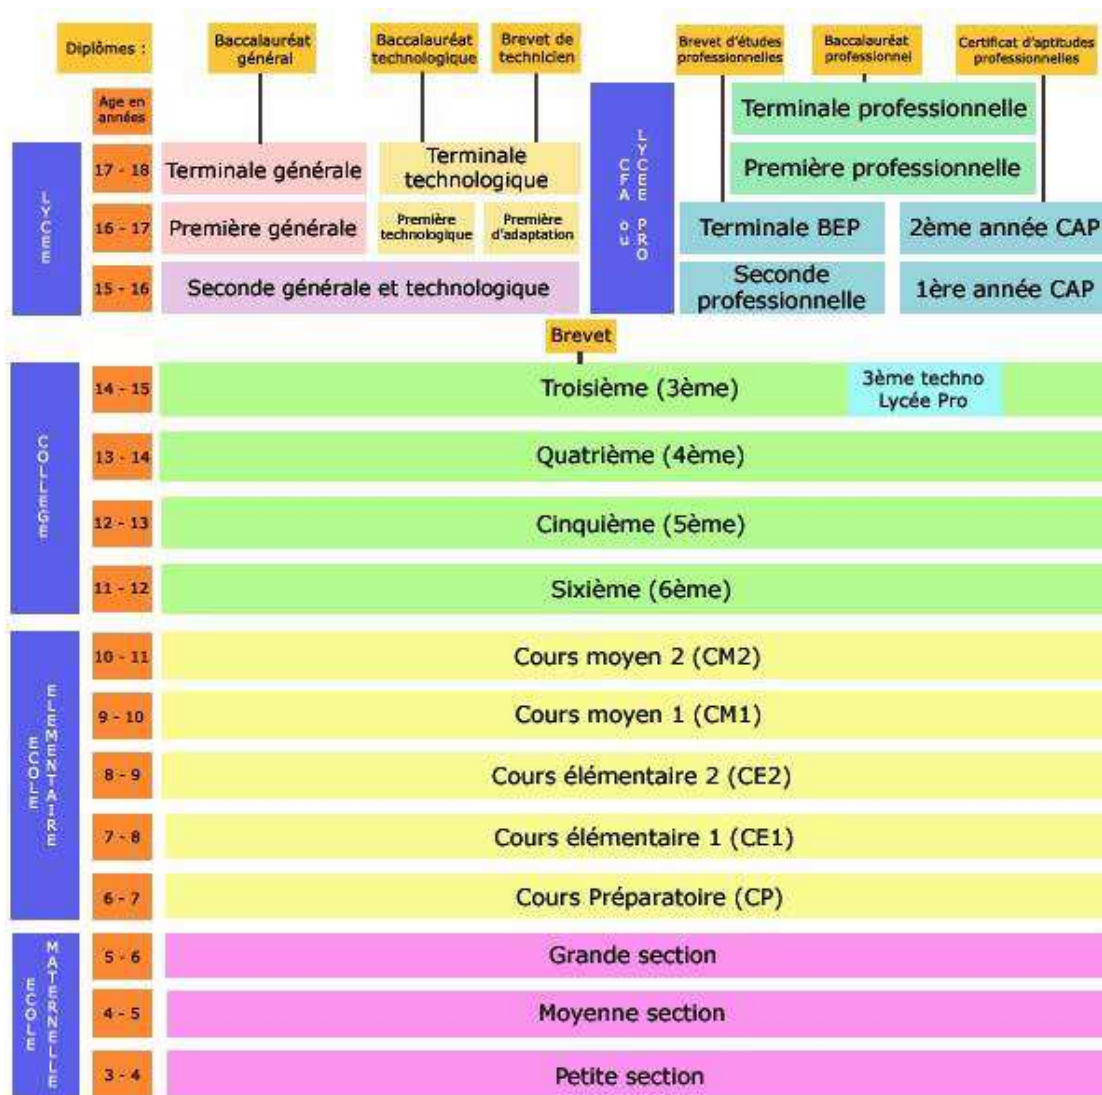 Diplômes :
Baccalauréat
général
Baccalauréat
technologique
Brevet de
technicien
Brevet d'études
professionnelles
Baccalauréat
professionnel
Certificat d'aptitudes
professionnelles
Age en
années
LYCEE
17 - 18
Terminale générale
Terminale
technologique
16 - 17
Première générale
Première
technologique
Première
d'adaptation
15 - 16
Seconde générale et technologique
LYCEE PRO
CFA ou
Terminale professionnelle
Première professionnelle
Terminale BEP
2ème année CAP
Seconde
professionnelle
1ère année CAP
Brevet
COLLEGE
14 - 15
Troisième (3ème)
3ème techno
Lycée Pro
13 - 14
Quatrième (4ème)
12 - 13
Cinquième (5ème)
11 - 12
Sixième (6ème)
ECOLE
ELEMENTAIRE
10 - 11
Cours moyen 2 (CM2)
9 - 10
Cours moyen 1 (CM1)
8 - 9
Cours élémentaire 2 (CE2)
7 - 8
Cours élémentaire 1 (CE1)
6 - 7
Cours Préparatoire (CP)
ECOLE
MATERNELLE
5 - 6
Grande section
4 - 5
Moyenne section
3 - 4
Petite section